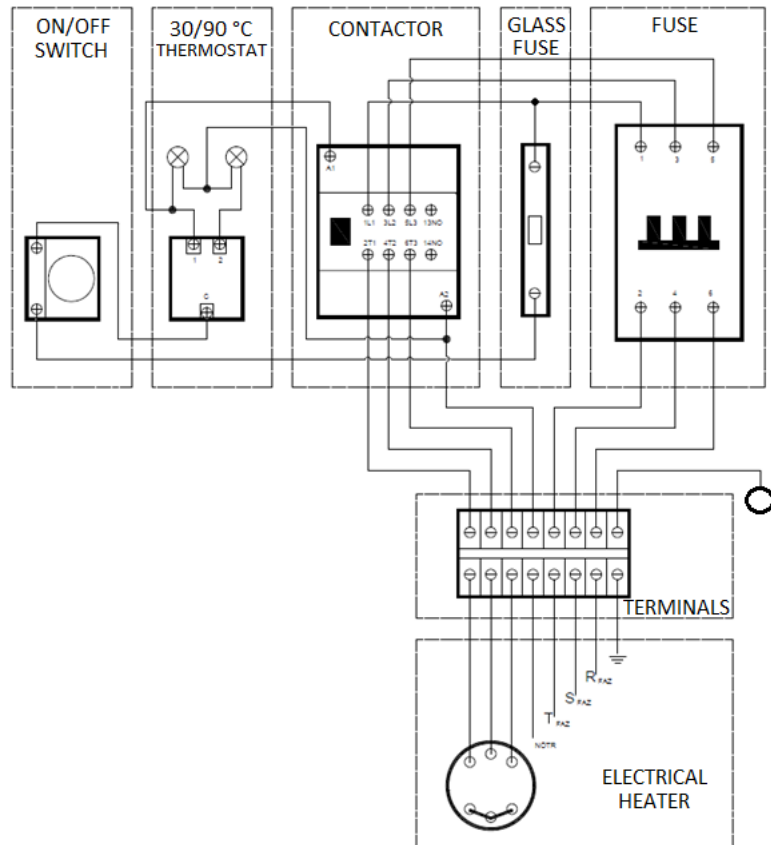 ON/OFF
SWITCH
30/90 °C
THERMOSTAT
CONTACTOR
GLASS
FUSE
FUSE
A1
1 3 5
1L1 3L2 5L3 13NO
2T1 4T2 6T3 14NO
1 2
C
A2
2 4 6
TERMINALS
R FAZ
S FAZ
T FAZ
NOTR
ELECTRICAL
HEATER